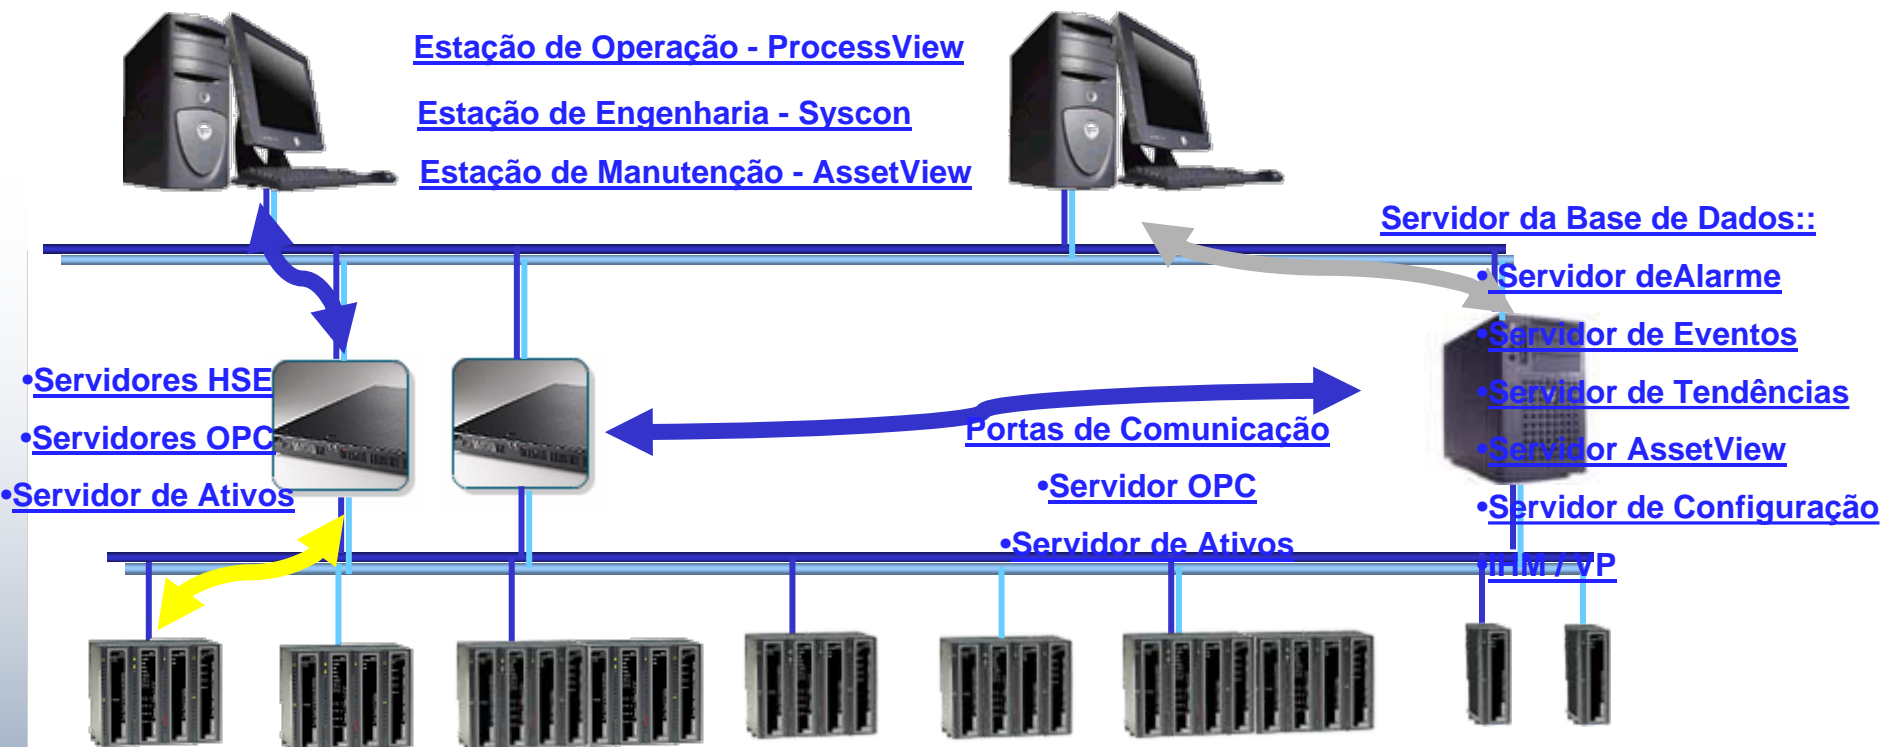 Estação de Operação - ProcessView
Estação de Engenharia - Syscon
Estação de Manutenção - AssetView
Servidor da Base de Dados::
• Servidor deAlarme
•Servidor de Eventos
•Servidor de Tendências
•Servidor AssetView
•Servidor de Configuração
•IHM / VP
•Servidores HSE
•Servidores OPC
•Servidor de Ativos
Portas de Comunicação
•Servidor OPC
•Servidor de Ativos